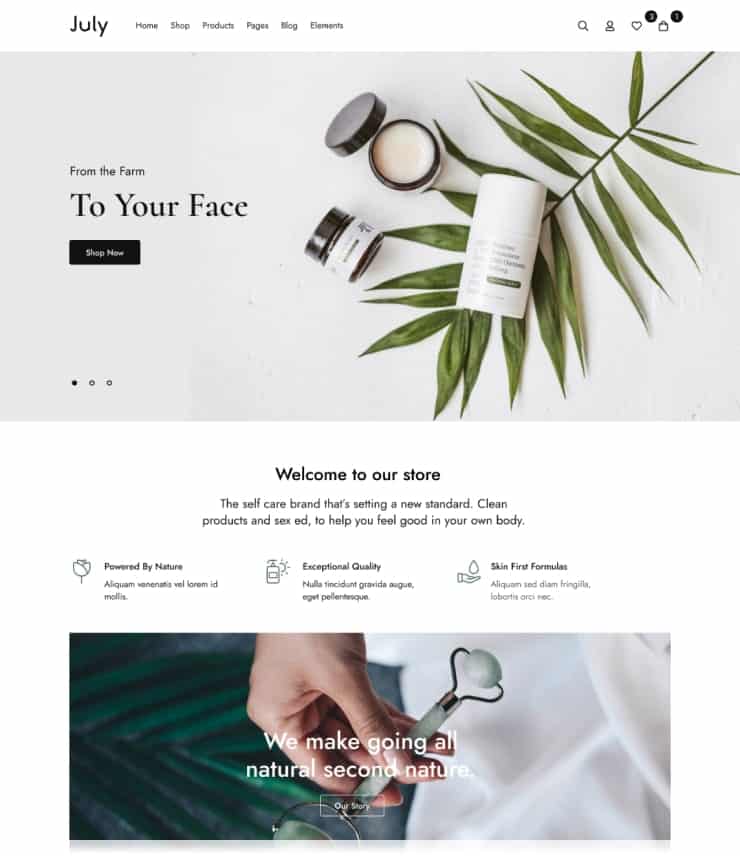 July Home Shop Products Pages Blog Elements 3 1
From the Farm
To Your Face
Shop Now
Welcome to our store
The self care brand that's setting a new standard. Clean
products and sex ed, to help you feel good in your own body.
Powered By Nature
Aliquam venenatis vel lorem id
mollis.
Exceptional Quality
Nulla tincidunt gravida augue,
eget pellentesque.
Skin First Formulas
Aliquam sed diam fringilla,
lobortis orci nec.
We make going all
natural second nature.
Our Story